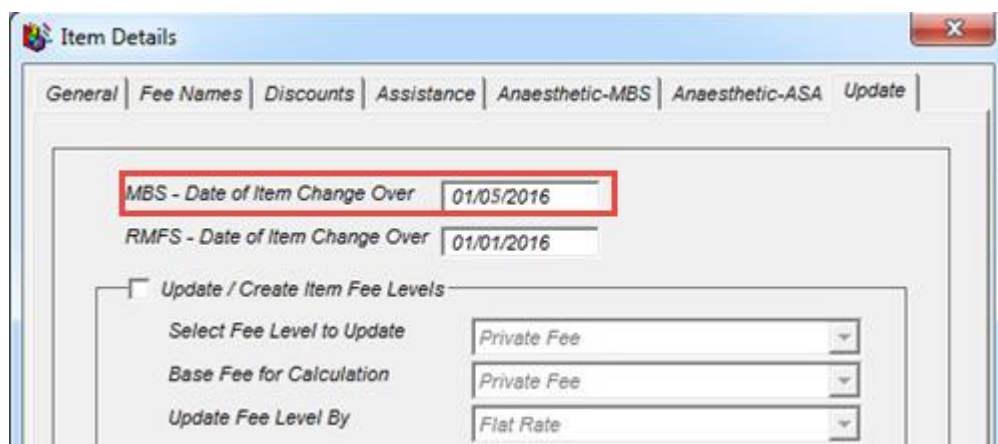 Item Details
General Fee Names Discounts Assistance Anaesthetic-MBS Anaesthetic-ASA Update
MBS - Date of Item Change Over 01/05/2016
RMFS - Date of Item Change Over 01/01/2016
Update / Create Item Fee Levels
Select Fee Level to Update Private Fee
Base Fee for Calculation Private Fee
Update Fee Level By Flat Rate